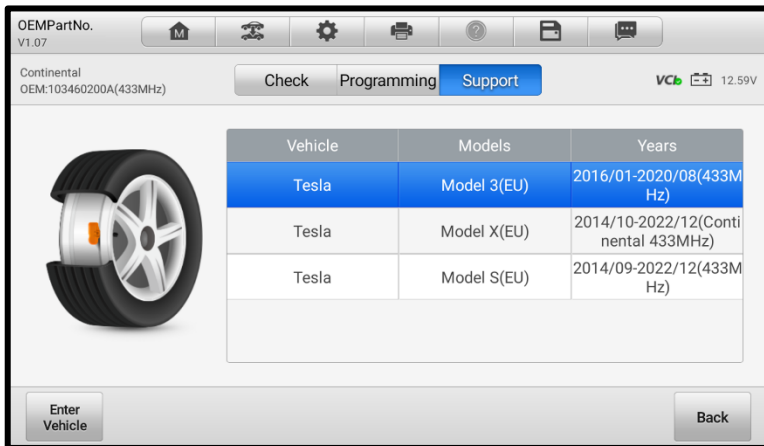 OEMPartNo.
V1.07
M
Continental
OEM:103460200A(433MHz)
Check Programming Support
VCI 12.59V
Vehicle Models Years
Tesla Model 3(EU) 2016/01-2020/08(433M
Hz)
Tesla Model X(EU) 2014/10-2022/12(Conti
nental 433MHz)
Tesla Model S(EU) 2014/09-2022/12(433M
Hz)
Enter
Vehicle
Back